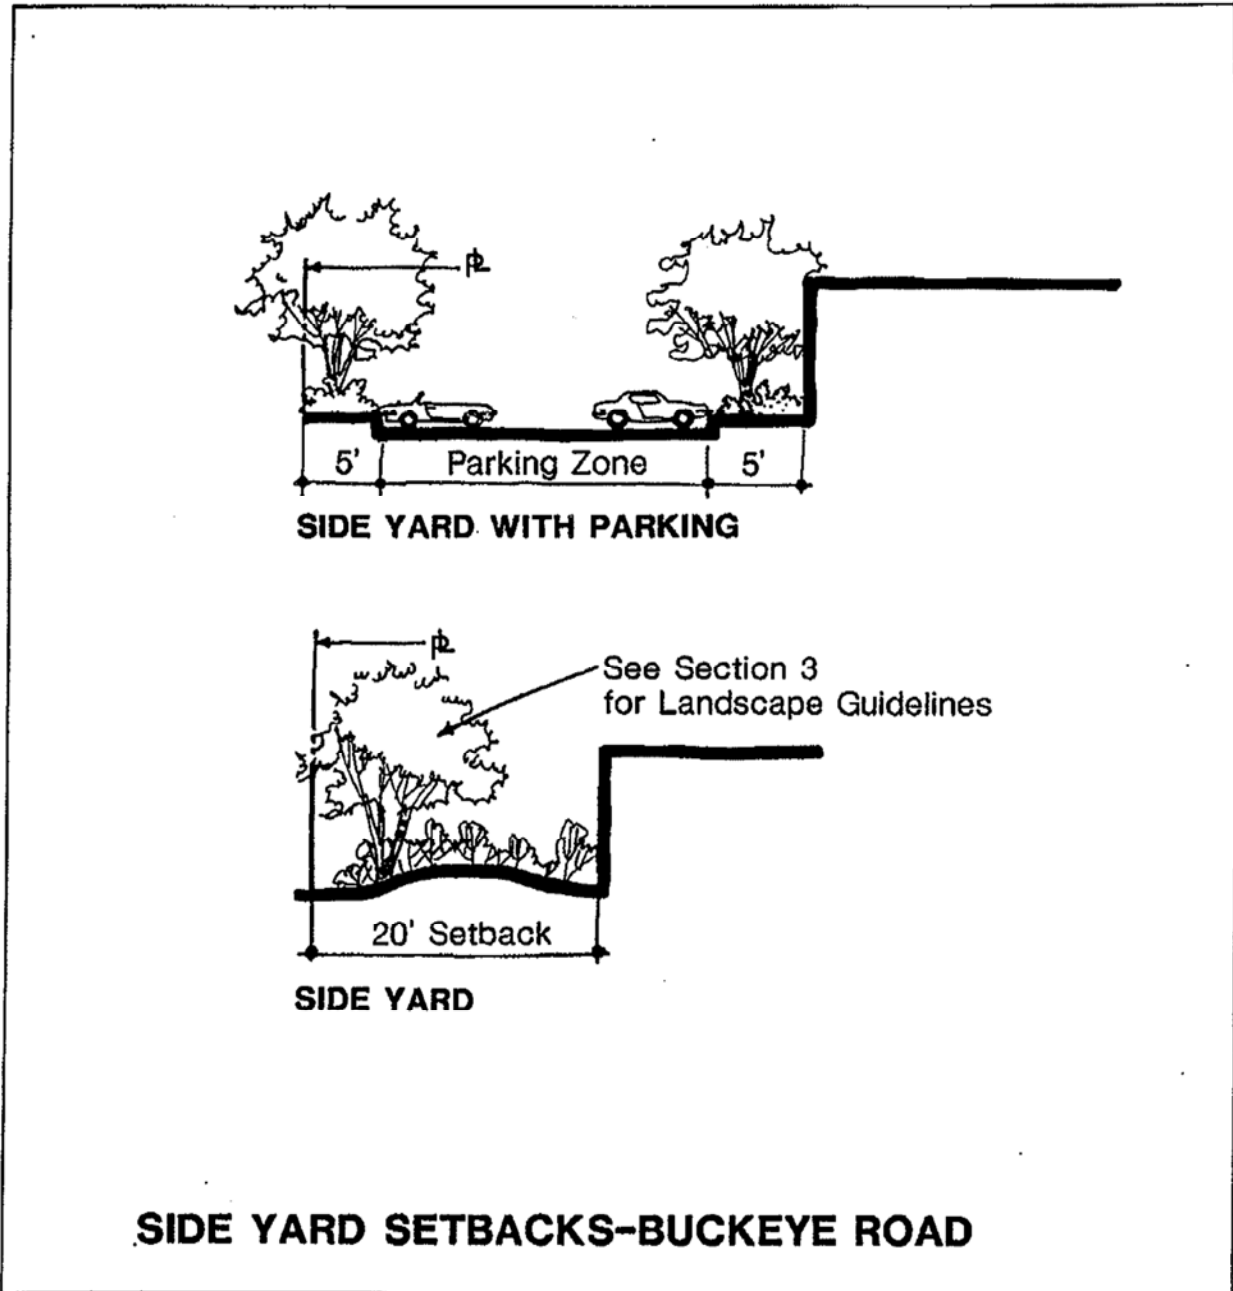 ℄
5' Parking Zone 5'
SIDE YARD WITH PARKING
℄
See Section 3
for Landscape Guidelines
20' Setback
SIDE YARD
SIDE YARD SETBACKS-BUCKEYE ROAD